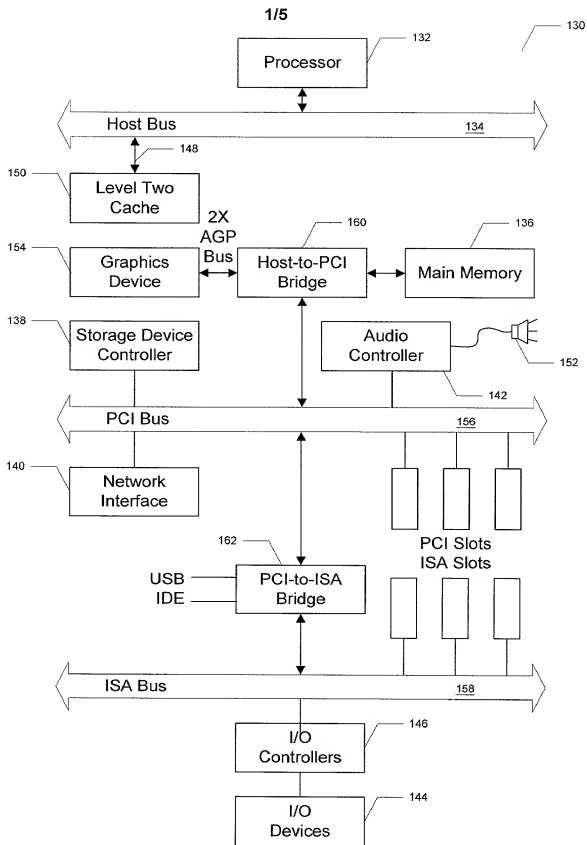 1/5
132
130
Processor
Host Bus
134
148
150
Level Two
Cache
2X
AGP
Bus
160
136
154
Graphics
Device
Host-to-PCI
Bridge
Main Memory
138
Storage Device
Controller
Audio
Controller
152
142
PCI Bus
156
140
Network
Interface
PCI Slots
ISA Slots
162
USB
IDE
PCI-to-ISA
Bridge
ISA Bus
158
146
I/O
Controllers
144
I/O
Devices